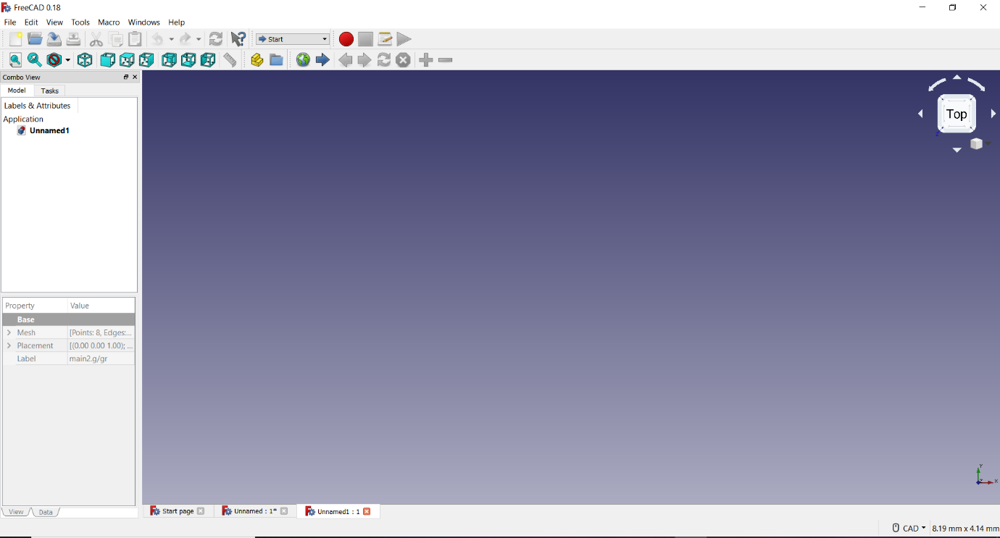 FreeCAD 0.18
File Edit View Tools Macro Windows Help
Start
Combo View
Model Tasks
Labels & Attributes
Application
Unnamed1
Top
Z
Property Value
Base
Mesh [Points: 8, Edges:...
Placement [(0.00 0.00 1.00); ...
Label main2.g/gr
Y
Z X
View Data
Start page Unnamed : 1* Unnamed1 : 1
CAD 8.19 mm x 4.14 mm